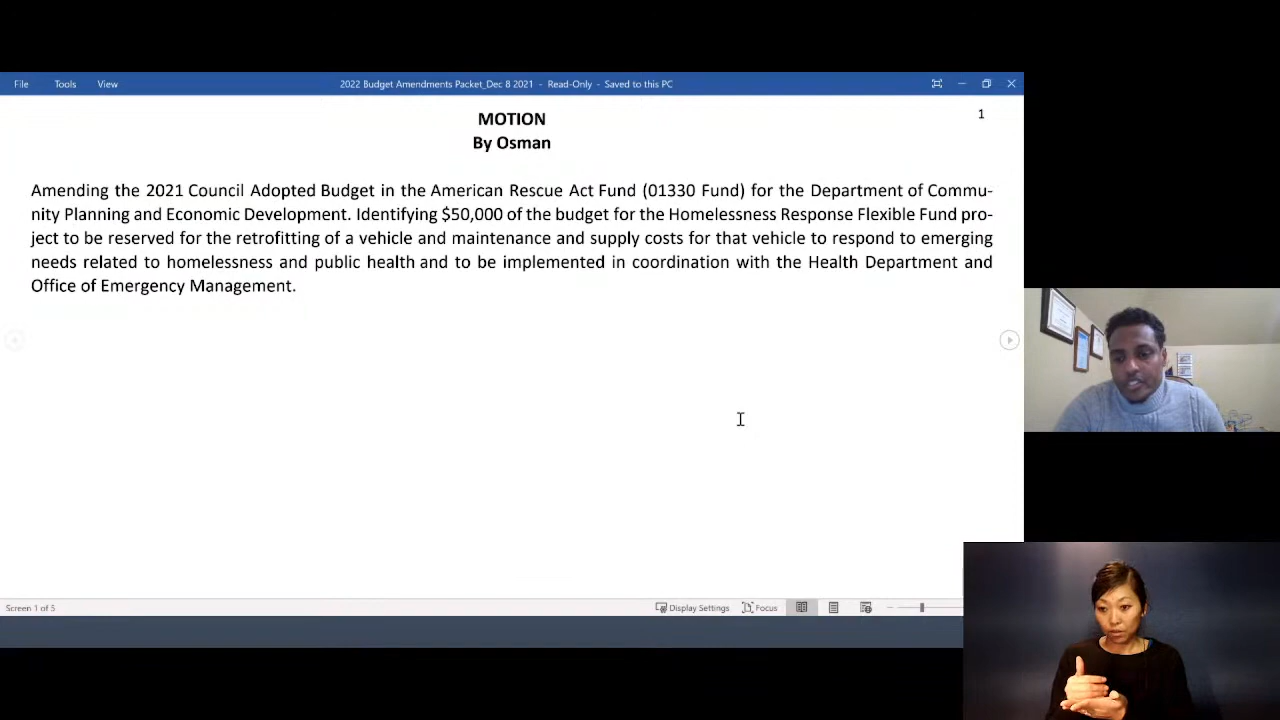 File Tools View 2022 Budget Amendments Packet_Dec 8 2021 - Read-Only - Saved to this PC
1
MOTION
By Osman
Amending the 2021 Council Adopted Budget in the American Rescue Act Fund (01330 Fund) for the Department of Commu-
nity Planning and Economic Development. Identifying $50,000 of the budget for the Homelessness Response Flexible Fund pro-
ject to be reserved for the retrofitting of a vehicle and maintenance and supply costs for that vehicle to respond to emerging
needs related to homelessness and public health and to be implemented in coordination with the Health Department and
Office of Emergency Management.
Screen 1 of 5 Display Settings Focus